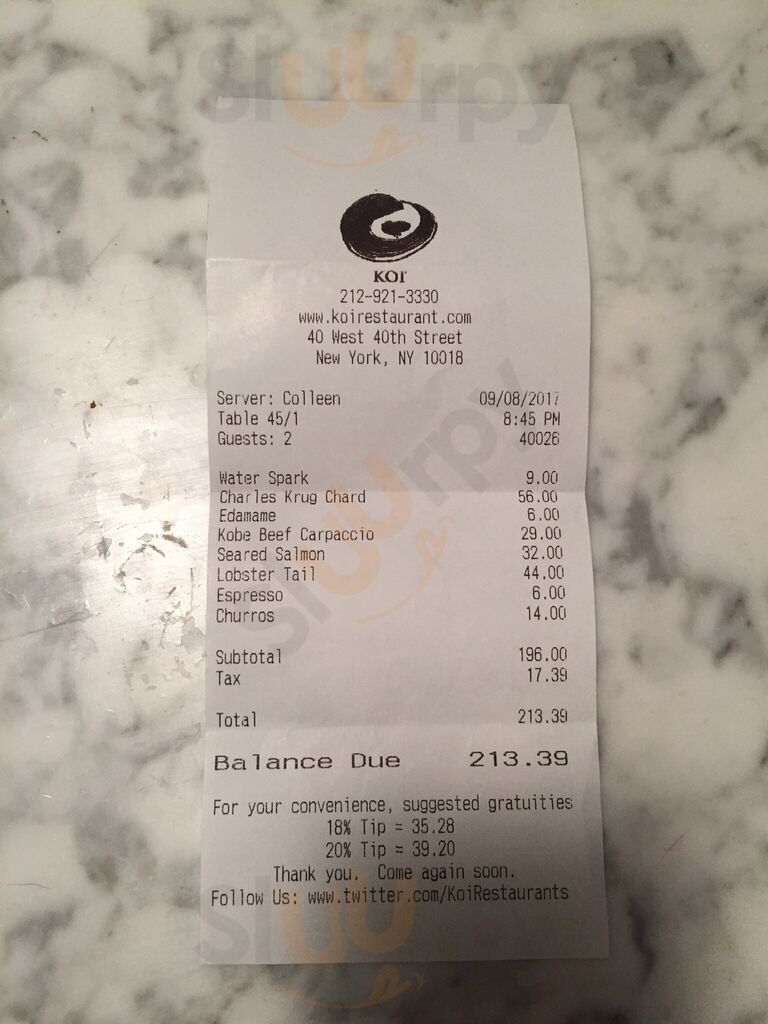 Sluurpy
KOI
212-921-3330
www.koirestaurant.com
40 West 40th Street
New York, NY 10018
Server: Colleen 09/08/2017
Table 45/1 8:45 PM
Guests: 2 40026
Water Spark 9.00
Charles Krug Chard 56.00
Edamame 6.00
Kobe Beef Carpaccio 29.00
Seared Salmon 32.00
Lobster Tail 44.00
Espresso 6.00
Churros 14.00
Sluurpy
Subtotal 196.00
Tax 17.39
Total 213.39
Balance Due 213.39
For your convenience, suggested gratuities
18% Tip = 35.28
20% Tip = 39.20
Thank you. Come again soon.
Follow Us: www.twitter.com/KoiRestaurants
Sluurpy